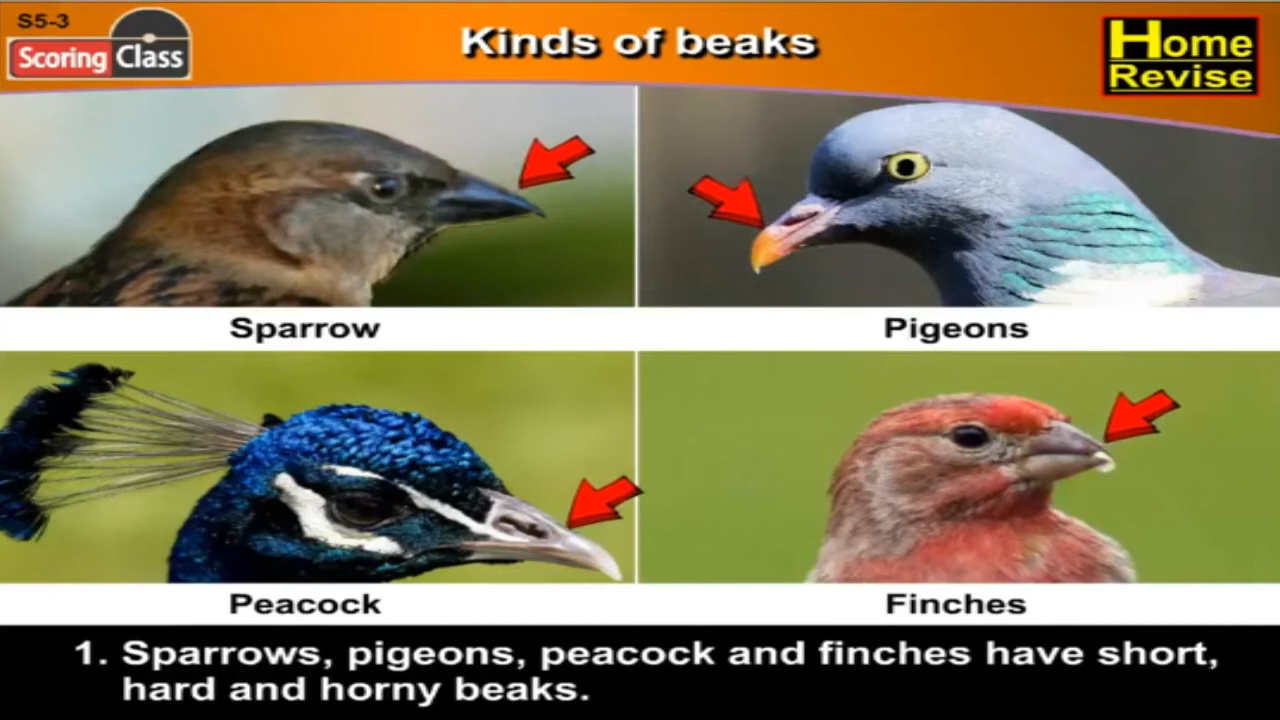 S5-3
Scoring Class
Kinds of beaks
Home
Revise
Sparrow
Pigeons
Peacock
Finches
1. Sparrows, pigeons, peacock and finches have short,
hard and horny beaks.